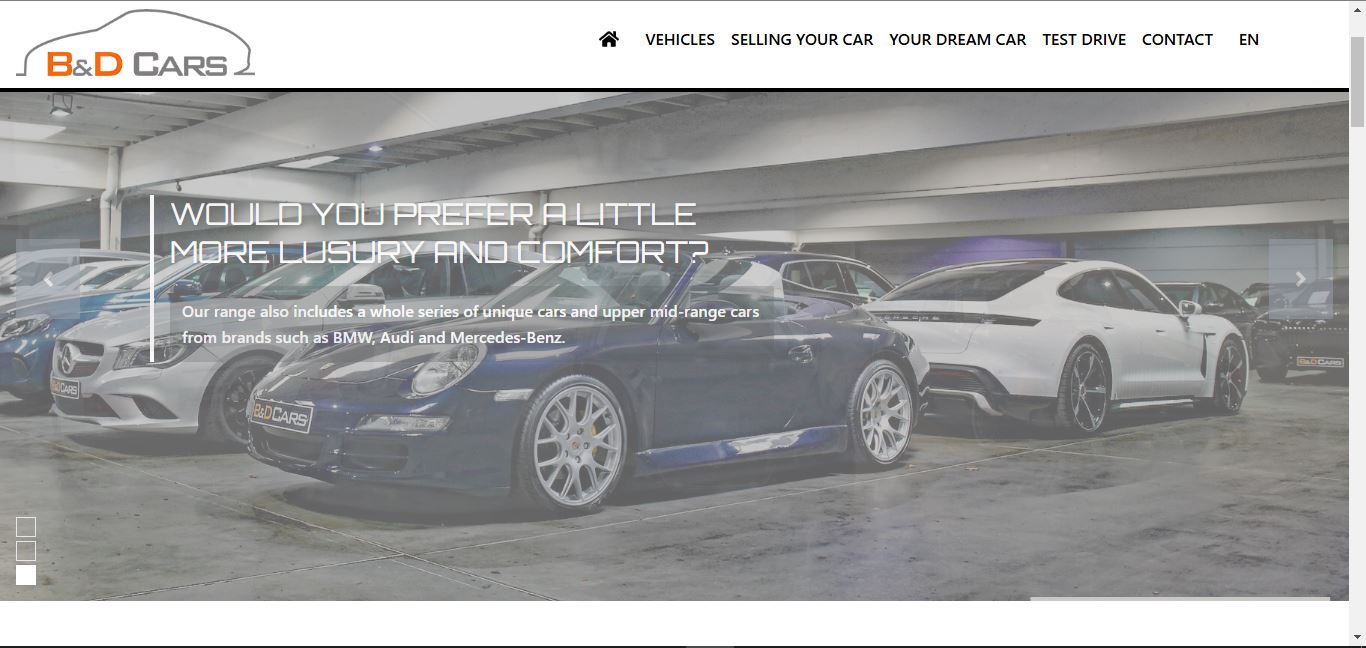 B&D CARS
VEHICLES SELLING YOUR CAR YOUR DREAM CAR TEST DRIVE CONTACT EN
WOULD YOU PREFER A LITTLE
MORE LUSURY AND COMFORT?
Our range also includes a whole series of unique cars and upper mid-range cars
from brands such as BMW, Audi and Mercedes-Benz.
PORSCHE
B&D CARS
B&D CARS
B&D CARS